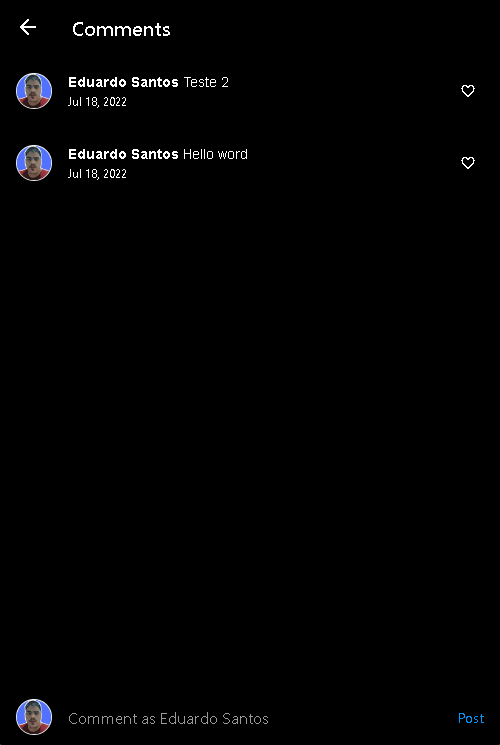 Comments
Eduardo Santos Teste 2
Jul 18, 2022
Eduardo Santos Hello word
Jul 18, 2022
Comment as Eduardo Santos
Post